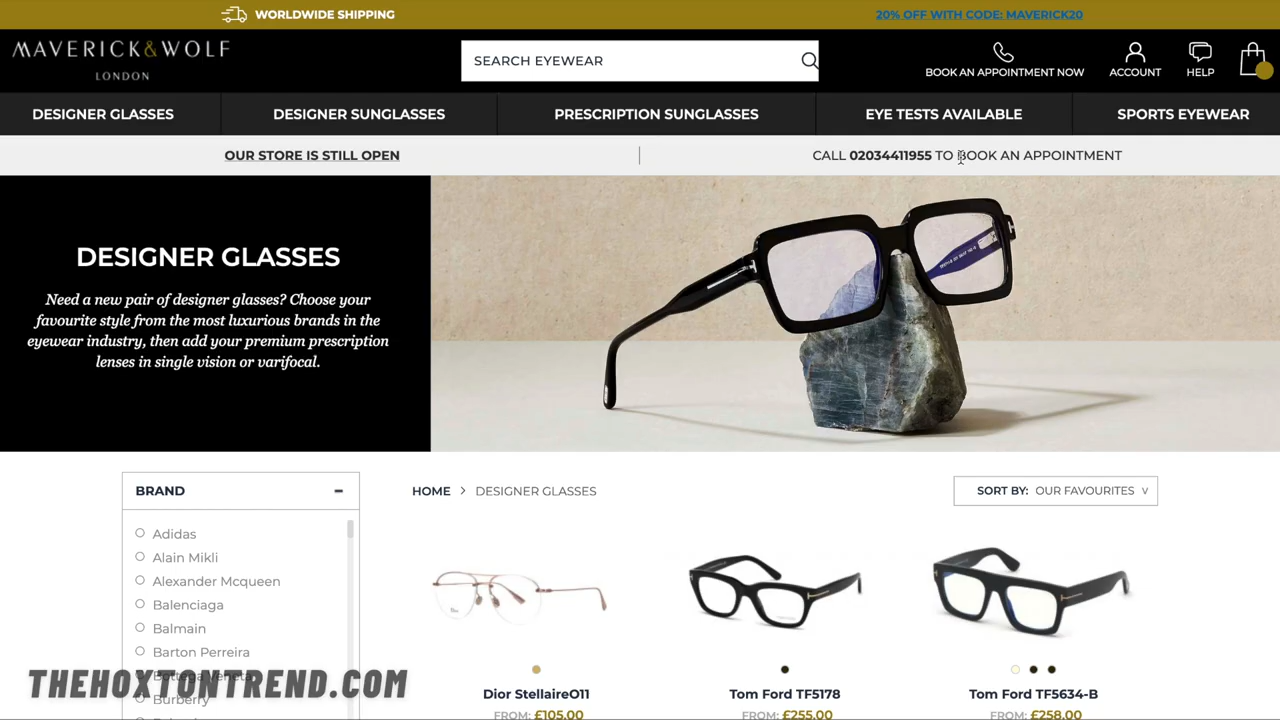 WORLDWIDE SHIPPING
20% OFF WITH CODE: MAVERICK20
MAVERICK&WOLF
LONDON
SEARCH EYEWEAR
BOOK AN APPOINTMENT NOW
ACCOUNT
HELP
DESIGNER GLASSES
DESIGNER SUNGLASSES
PRESCRIPTION SUNGLASSES
EYE TESTS AVAILABLE
SPORTS EYEWEAR
OUR STORE IS STILL OPEN
CALL 02034411955 TO BOOK AN APPOINTMENT
DESIGNER GLASSES
Need a new pair of designer glasses? Choose your
favourite style from the most luxurious brands in the
eyewear industry, then add your premium prescription
lenses in single vision or varifocal.
BRAND
Adidas
Alain Mikli
Alexander Mcqueen
Balenciaga
Balmain
Barton Perreira
Bottega Veneta
Burberry
HOME > DESIGNER GLASSES
SORT BY: OUR FAVOURITES
Dior StellaireO11
FROM: £105.00
Tom Ford TF5178
FROM: £255.00
Tom Ford TF5634-B
FROM: £258.00
THEHOXTONTREND.COM